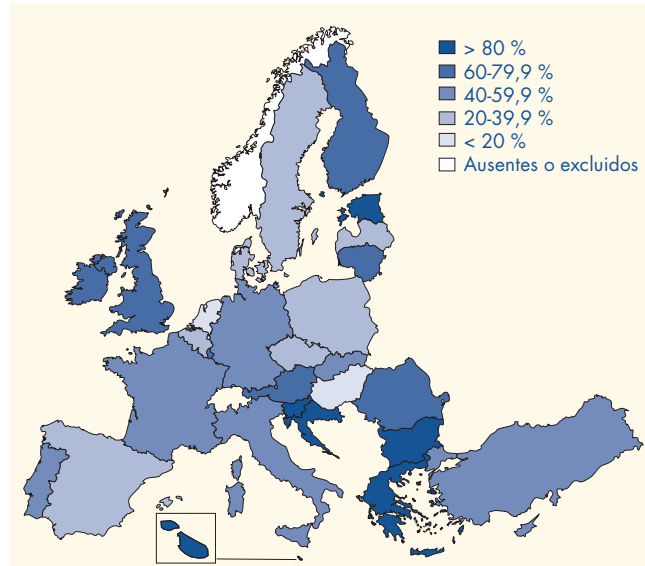 > 80 %
60-79,9 %
40-59,9 %
20-39,9 %
< 20 %
Ausentes o excluidos